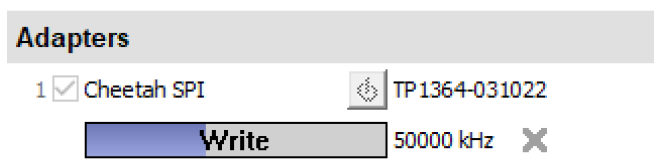 Adapters
1 Cheetah SPI TP1364-031022
Write 50000 kHz